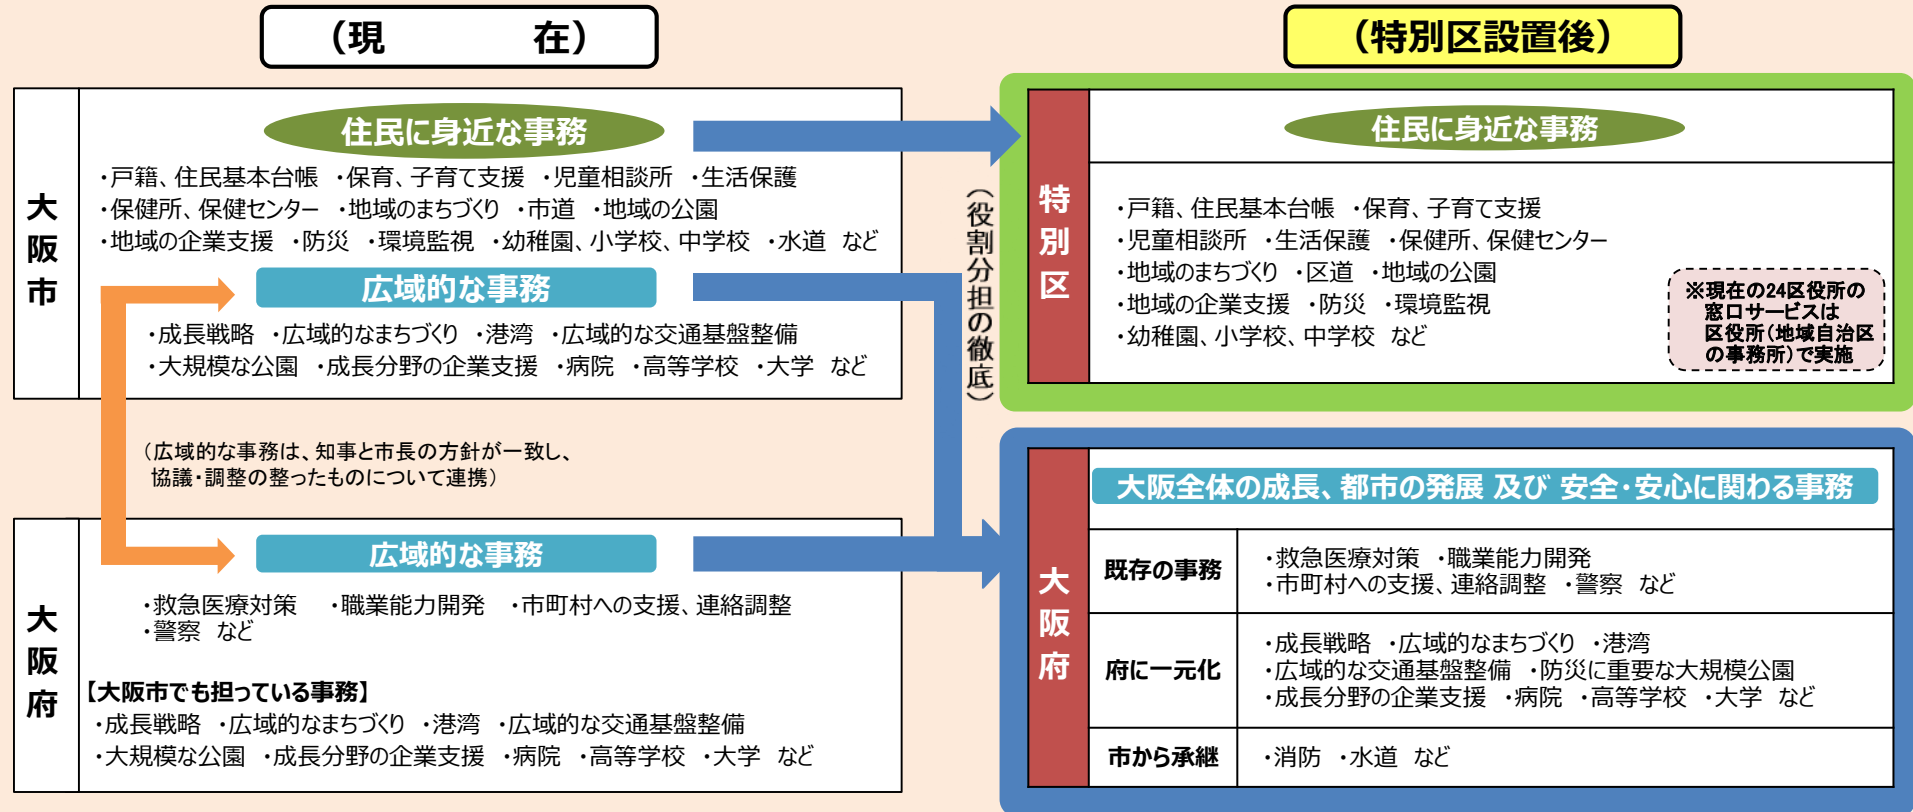 （現　在）
大阪市
住民に身近な事務
・戸籍、住民基本台帳 ・保育、子育て支援 ・児童相談所 ・生活保護
・保健所、保健センター ・地域のまちづくり ・市道 ・地域の公園
・地域の企業支援 ・防災 ・環境監視 ・幼稚園、小学校、中学校 ・水道 など
広域的な事務
・成長戦略 ・広域的なまちづくり ・港湾 ・広域的な交通基盤整備
・大規模な公園 ・成長分野の企業支援 ・病院 ・高等学校 ・大学 など
（広域的な事務は、知事と市長の方針が一致し、
協議・調整の整ったものについて連携）
大阪府
広域的な事務
・救急医療対策 ・職業能力開発 ・市町村への支援、連絡調整
・警察 など
【大阪市でも担っている事務】
・成長戦略 ・広域的なまちづくり ・港湾 ・広域的な交通基盤整備
・大規模な公園 ・成長分野の企業支援 ・病院 ・高等学校 ・大学 など
（役割分担の徹底）
（特別区設置後）
特別区
住民に身近な事務
・戸籍、住民基本台帳 ・保育、子育て支援
・児童相談所 ・生活保護 ・保健所、保健センター
・地域のまちづくり ・区道 ・地域の公園
・地域の企業支援 ・防災 ・環境監視
・幼稚園、小学校、中学校 など
※現在の24区役所の
窓口サービスは
区役所（地域自治区
の事務所）で実施
大阪府
大阪全体の成長、都市の発展 及び 安全・安心に関わる事務
既存の事務
・救急医療対策 ・職業能力開発
・市町村への支援、連絡調整 ・警察 など
府に一元化
・成長戦略 ・広域的なまちづくり ・港湾
・広域的な交通基盤整備 ・防災に重要な大規模公園
・成長分野の企業支援 ・病院 ・高等学校 ・大学 など
市から承継
・消防 ・水道 など